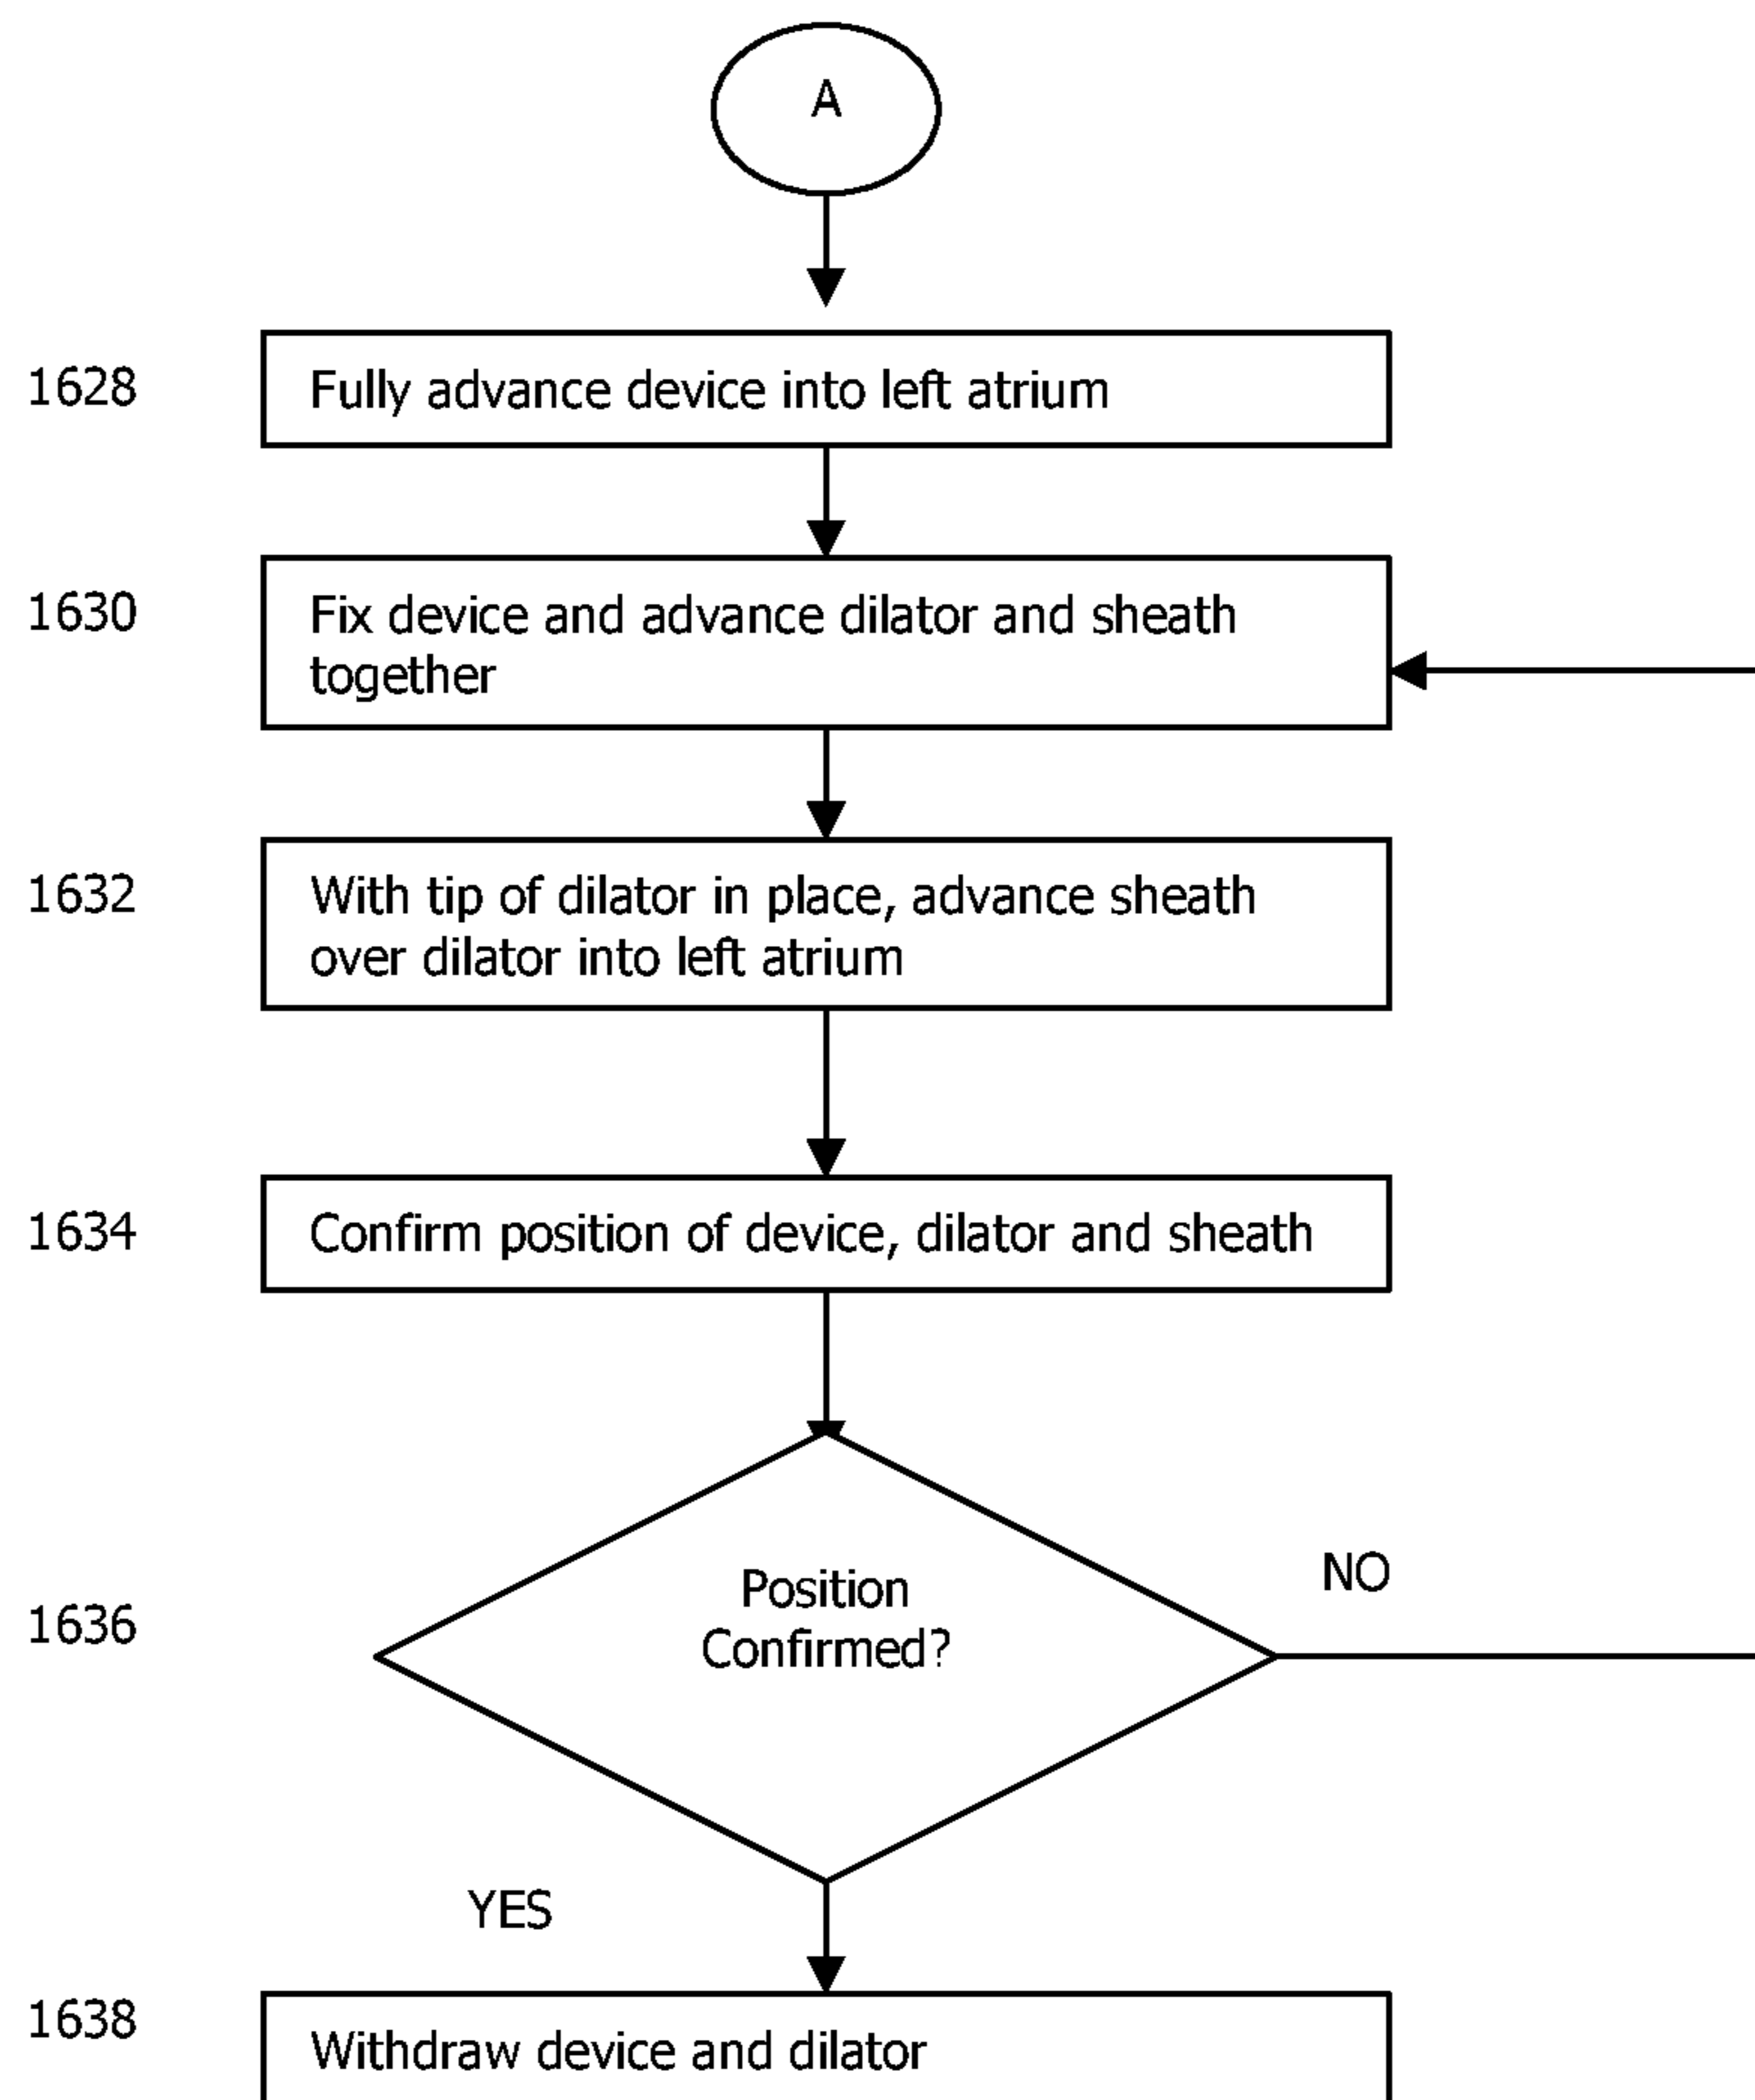 A
1628
Fully advance device into left atrium
1630
Fix device and advance dilator and sheath
together
1632
With tip of dilator in place, advance sheath
over dilator into left atrium
1634
Confirm position of device, dilator and sheath
1636
Position
Confirmed?
NO
YES
1638
Withdraw device and dilator